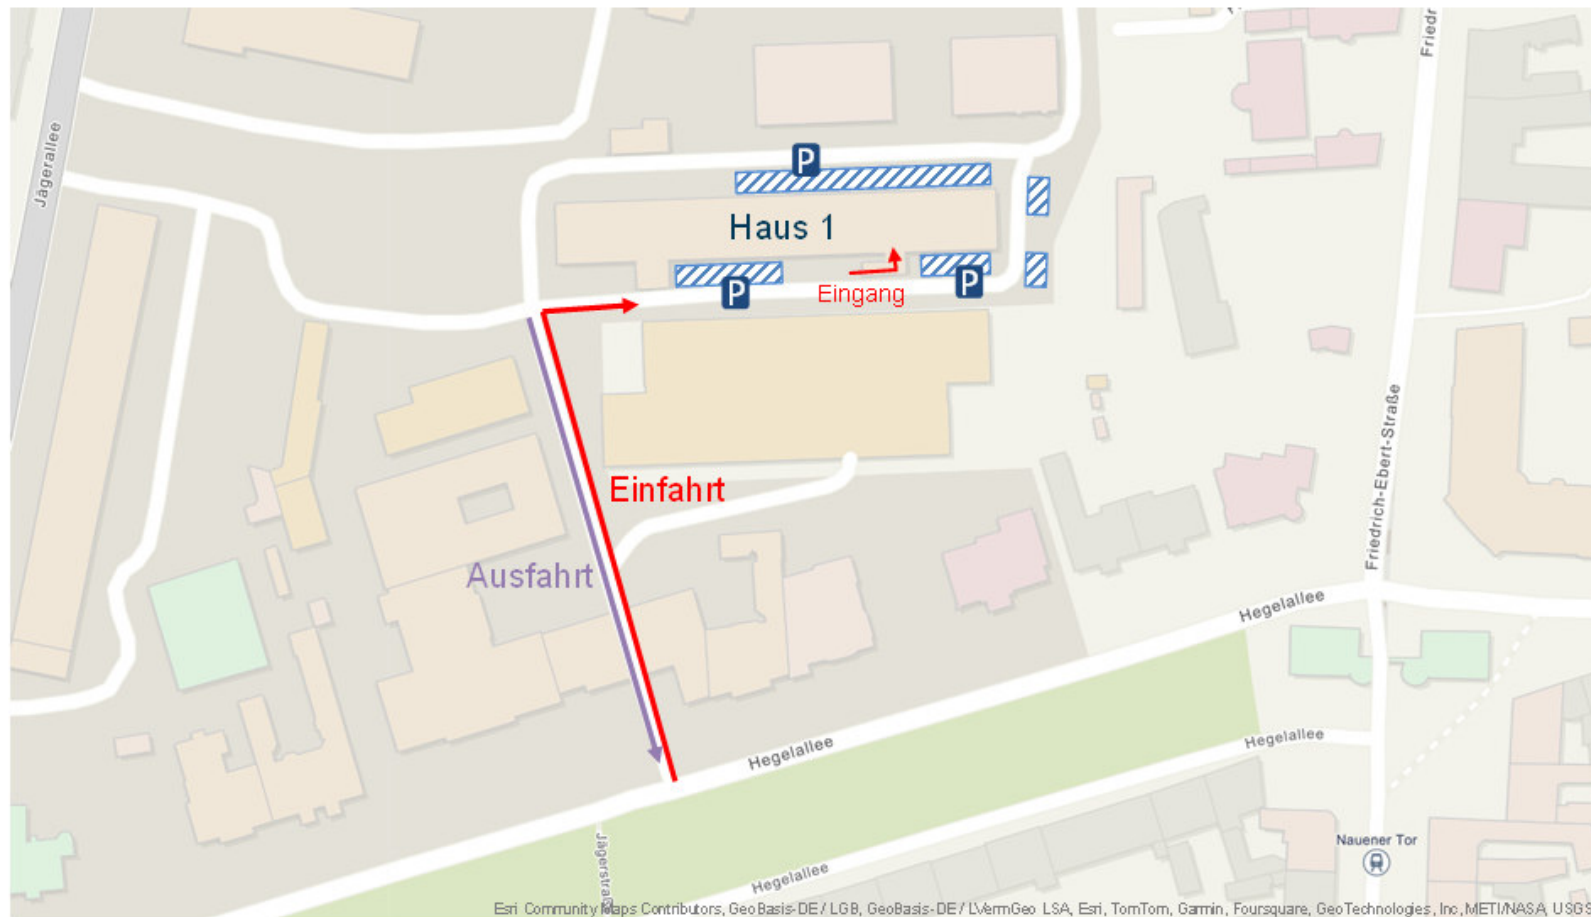 Friedr
Jägerallee
P
Haus 1
P
P
Eingang
Friedrich-Ebert-Straße
Einfahrt
Ausfahrt
Hegelallee
Hegelallee
Hegelallee
Nauener Tor
Hegelallee
Esri Community Maps Contributors, GeoBasis-DE / LGB, GeoBasis-DE / LVermGeo LSA, Esri, TomTom, Garmin, Foursquare, GeoTechnologies, Inc, METI/NASA, USGS